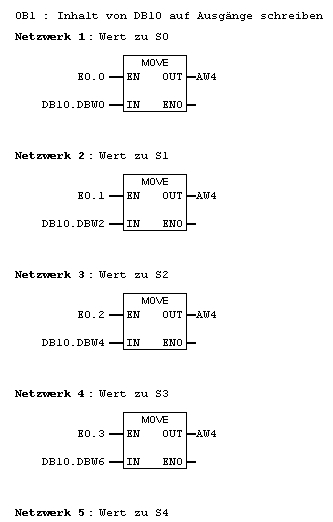 OB1 : Inhalt von DB10 auf Ausgänge schreiben
Netzwerk 1 : Wert zu S0
MOVE
E0.0 EN OUT AW4
DB10.DBW0 IN ENO
Netzwerk 2 : Wert zu S1
MOVE
E0.1 EN OUT AW4
DB10.DBW2 IN ENO
Netzwerk 3 : Wert zu S2
MOVE
E0.2 EN OUT AW4
DB10.DBW4 IN ENO
Netzwerk 4 : Wert zu S3
MOVE
E0.3 EN OUT AW4
DB10.DBW6 IN ENO
Netzwerk 5 : Wert zu S4